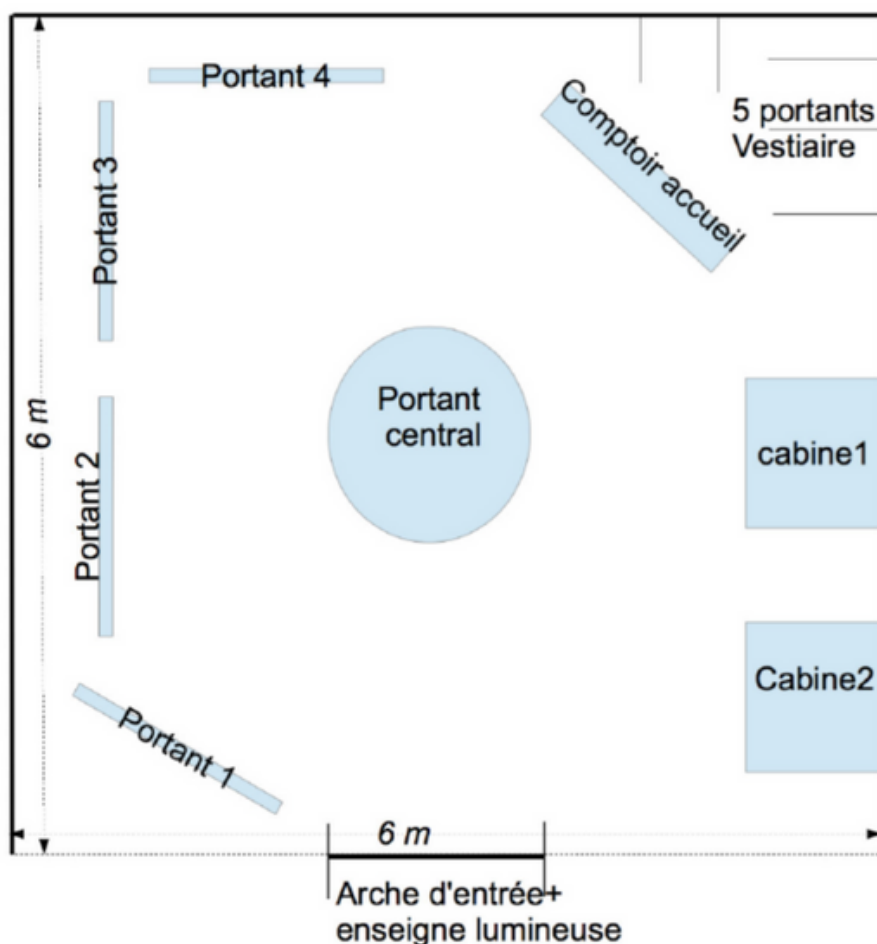 Portant 4
Comptoir accueil
5 portants
Vestiaire
Portant 3
Portant
central
cabine1
6 m
Portant 2
Cabine2
Portant 1
6 m
Arche d'entrée+
enseigne lumineuse